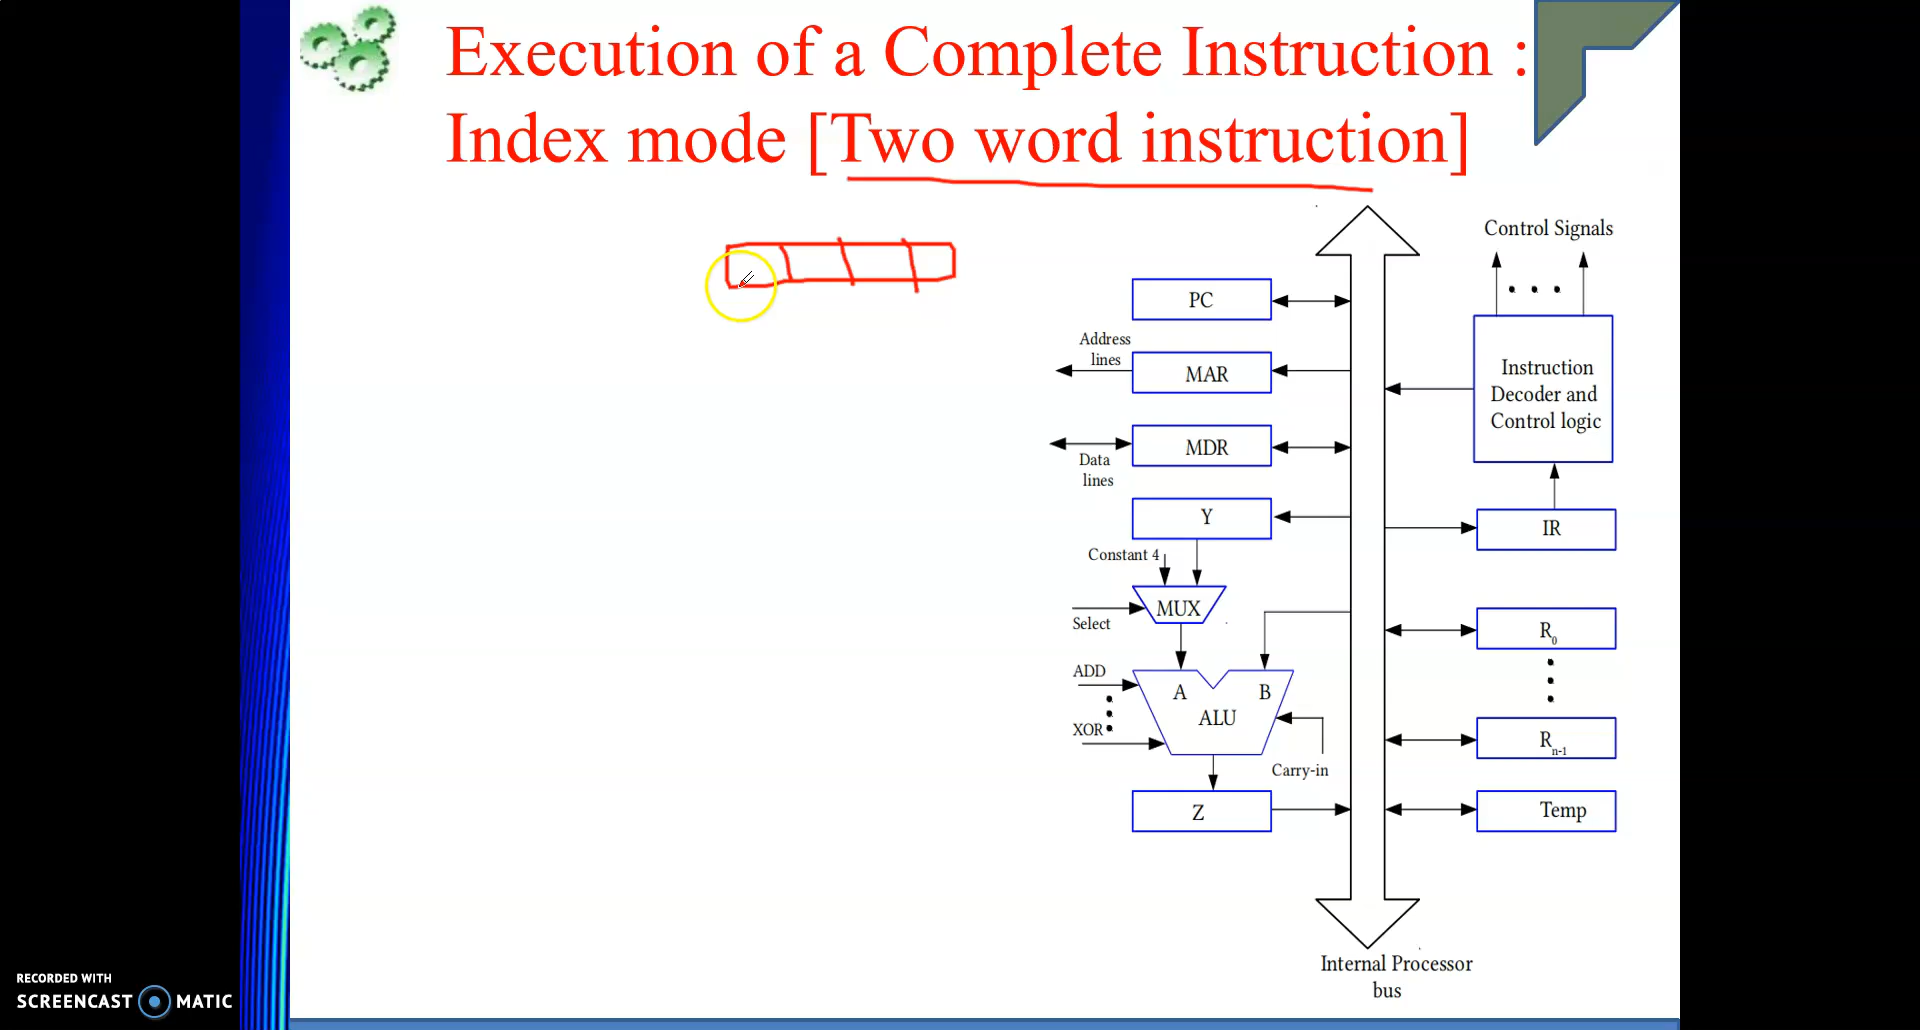 Execution of a Complete Instruction :
Index mode [Two word instruction]
Control Signals
PC
Address
lines
MAR
Instruction
Decoder and
Control logic
MDR
Data
lines
Y
IR
Constant 4
MUX
Select
R0
ADD
A
B
ALU
XOR
Rn-1
Carry-in
Z
Temp
Internal Processor
bus
RECORDED WITH
SCREENCAST MATIC